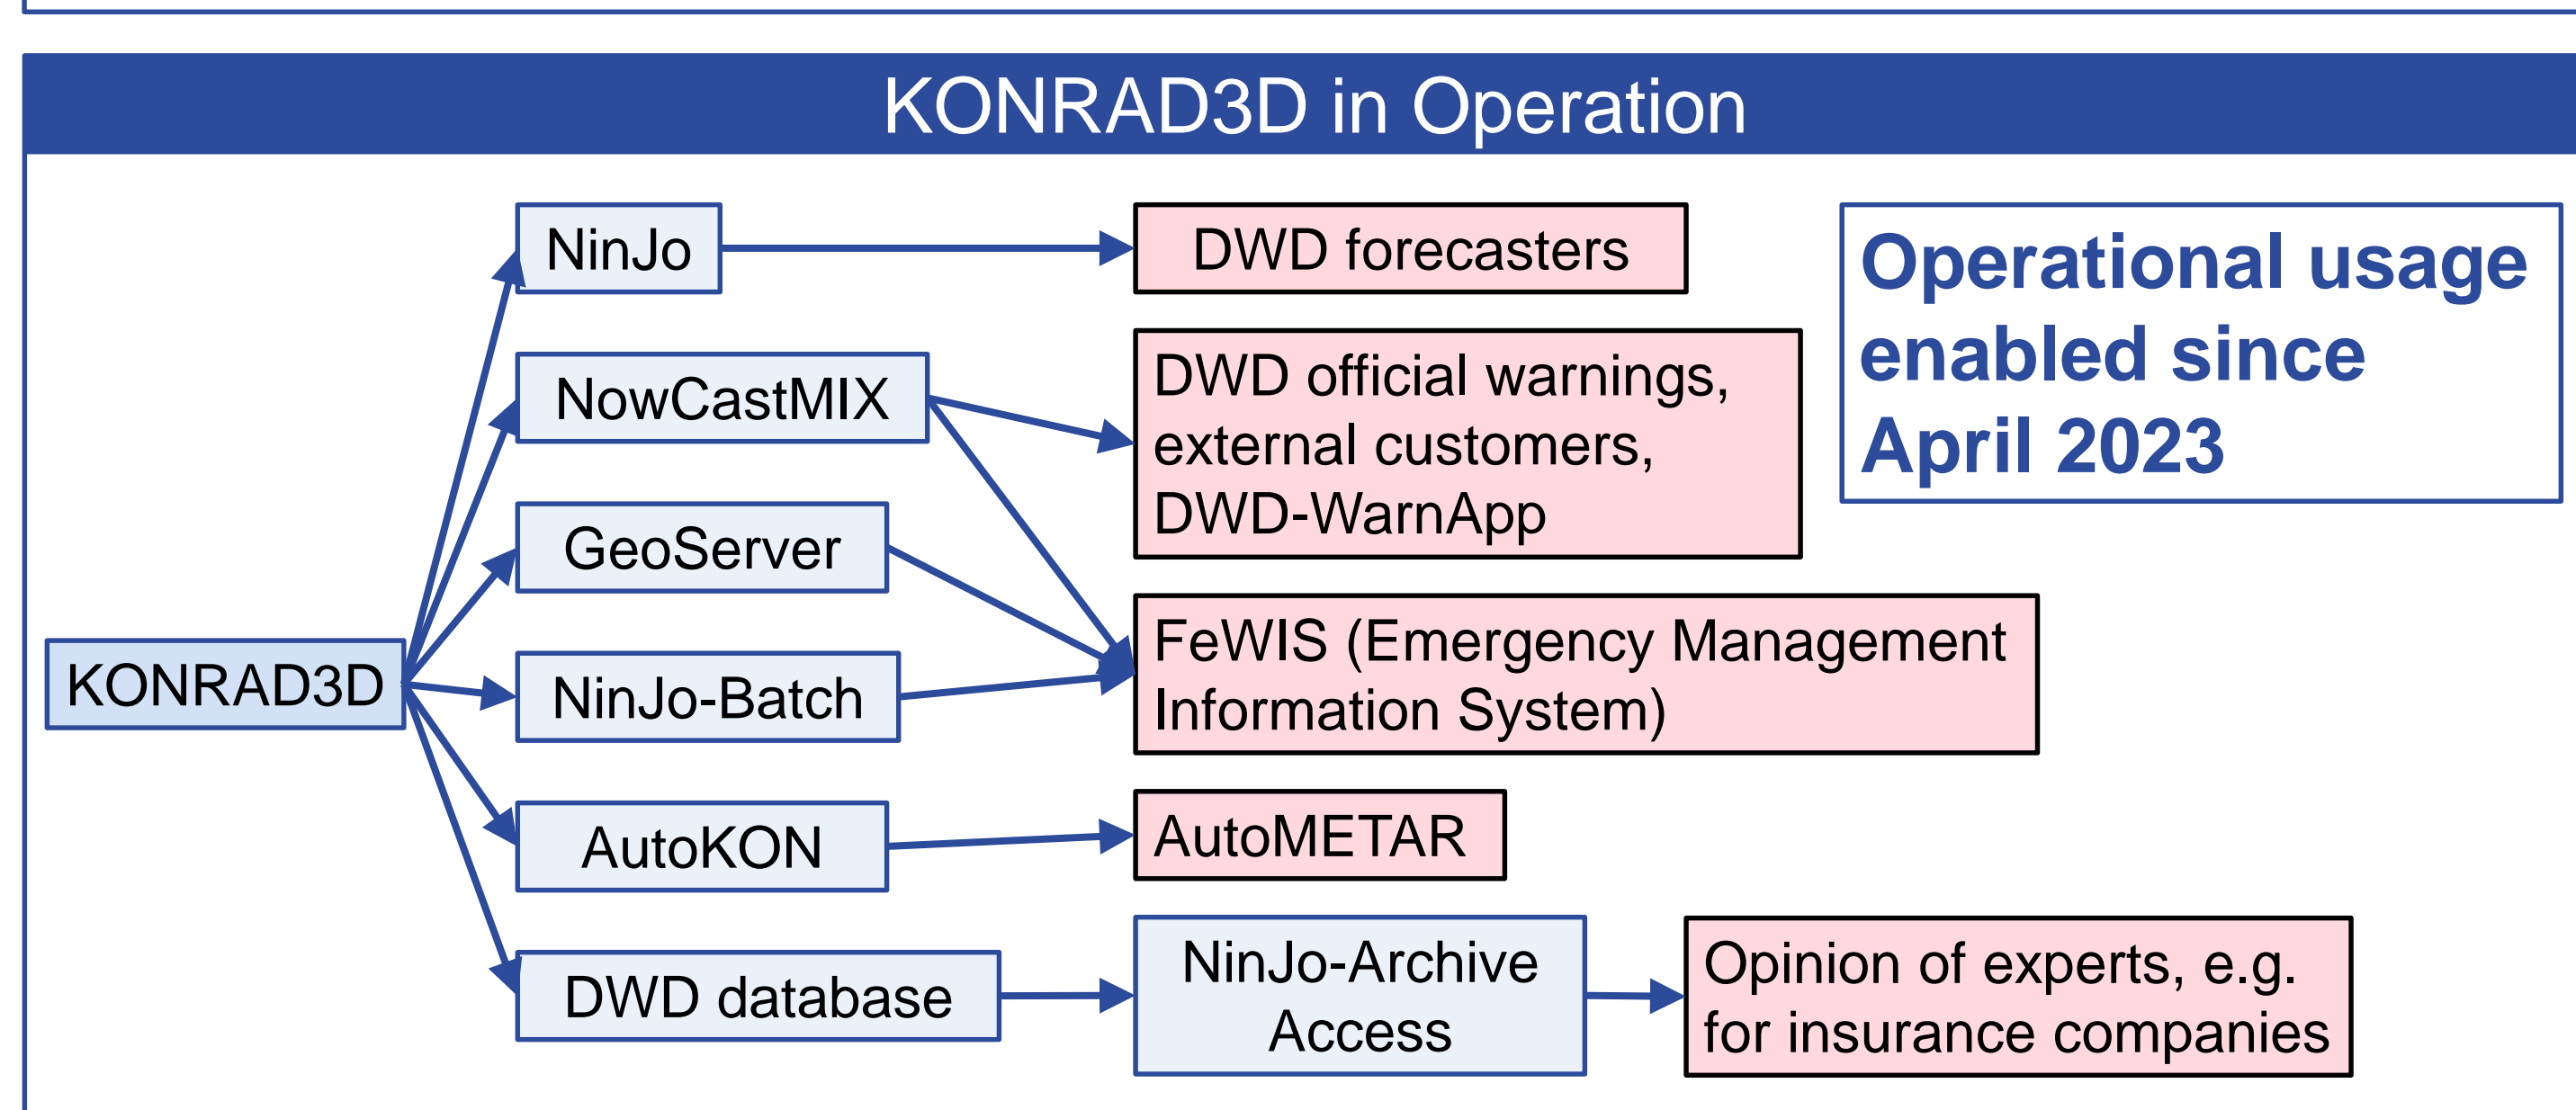 KONRAD3D in Operation
NinJo
DWD forecasters
Operational usage
enabled since
April 2023
NowCastMIX
DWD official warnings,
external customers,
DWD-WarnApp
GeoServer
KONRAD3D
NinJo-Batch
FeWIS (Emergency Management
Information System)
AutoKON
AutoMETAR
DWD database
NinJo-Archive
Access
Opinion of experts, e.g.
for insurance companies